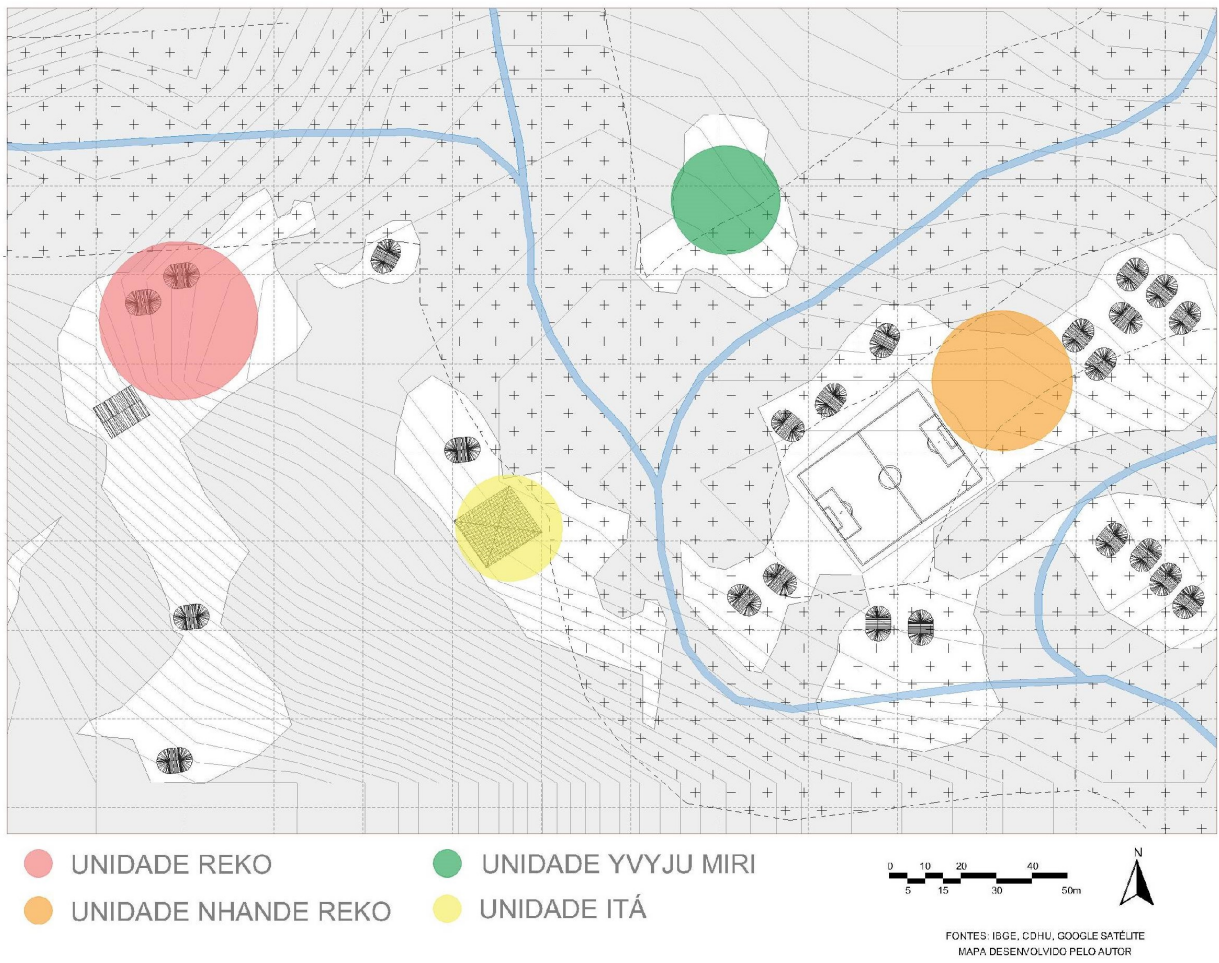 UNIDADE REKO
UNIDADE NHANDE REKO
UNIDADE YVYJU MIRI
UNIDADE ITÁ
0 10 20 40
5 15 30 50m
N
FONTES: IBGE, CDHU, GOOGLE SATÉLITE
MAPA DESENVOLVIDO PELO AUTOR